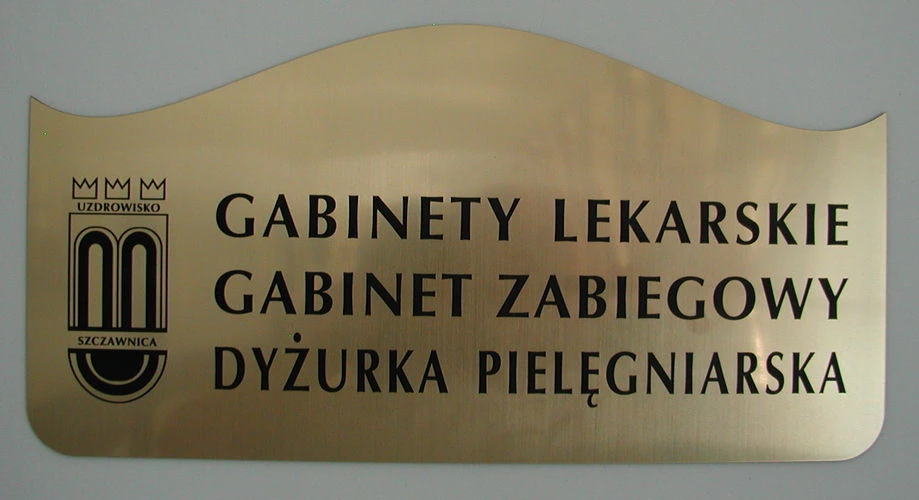 UZDROWISKO
SZCZAWNICA
GABINETY LEKARSKIE
GABINET ZABIEGOWY
DYŻURKA PIELĘGNIARSKA